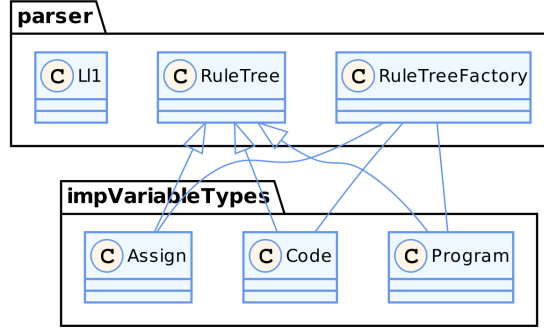 parser
C Ll1
C RuleTree
C RuleTreeFactory
impVariableTypes
C Assign
C Code
C Program